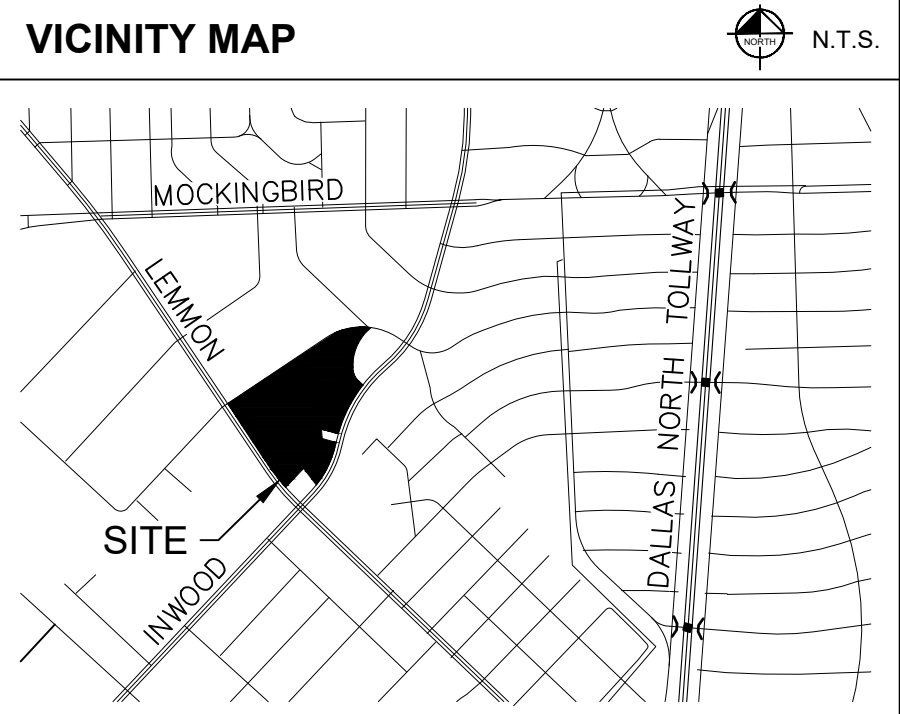 VICINITY MAP
NORTH
N.T.S.
MOCKINGBIRD
LEMMON
DALLAS NORTH TOLLWAY
SITE
INWOOD